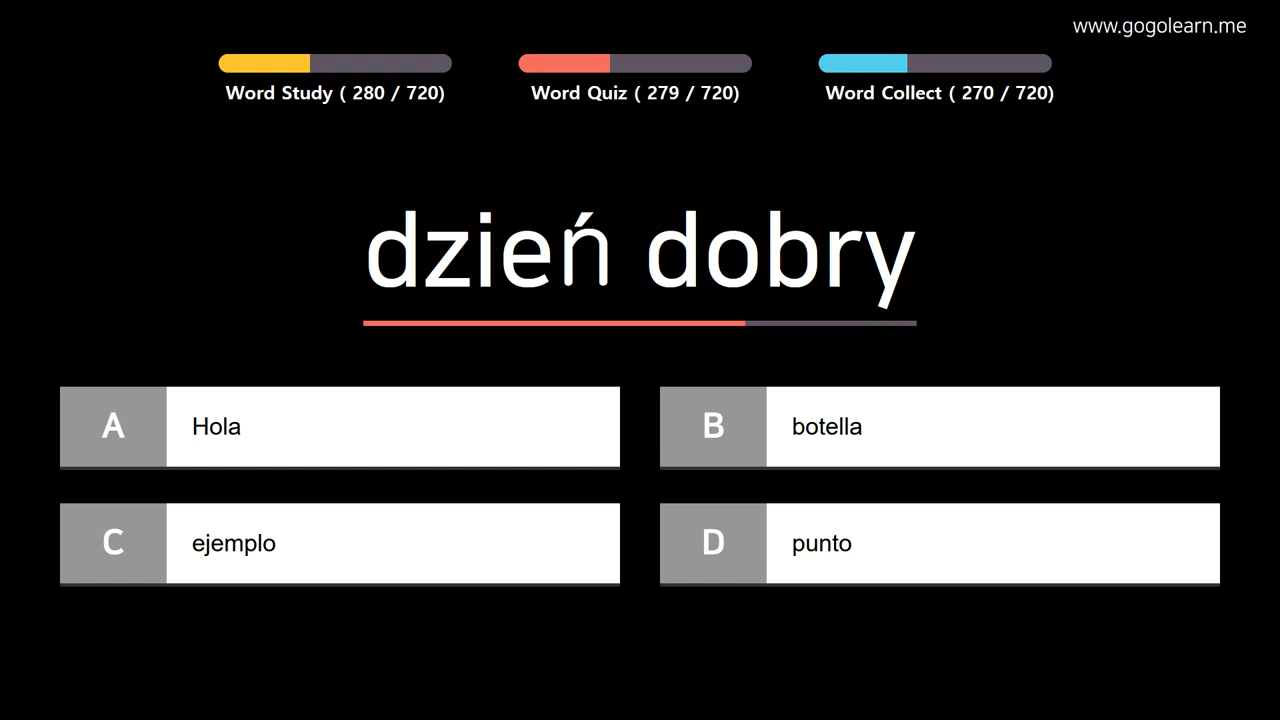 www.gogolearn.me
Word Study ( 280 / 720)
Word Quiz ( 279 / 720)
Word Collect ( 270 / 720)
dzień dobry
A Hola
B botella
C ejemplo
D punto